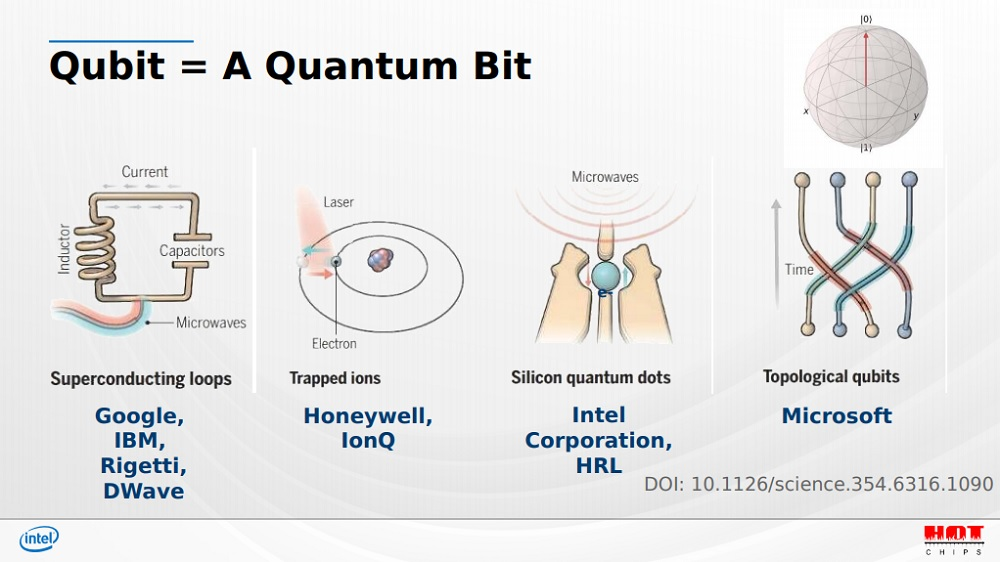 Qubit = A Quantum Bit
|0⟩
x
y
|1⟩
Current
Inductor
Capacitors
Microwaves
Superconducting loops
Google,
IBM,
Rigetti,
DWave
Laser
Electron
Trapped ions
Honeywell,
IonQ
Microwaves
e-
Silicon quantum dots
Intel
Corporation,
HRL
Time
Topological qubits
Microsoft
DOI: 10.1126/science.354.6316.1090
intel
HOT
CHIPS